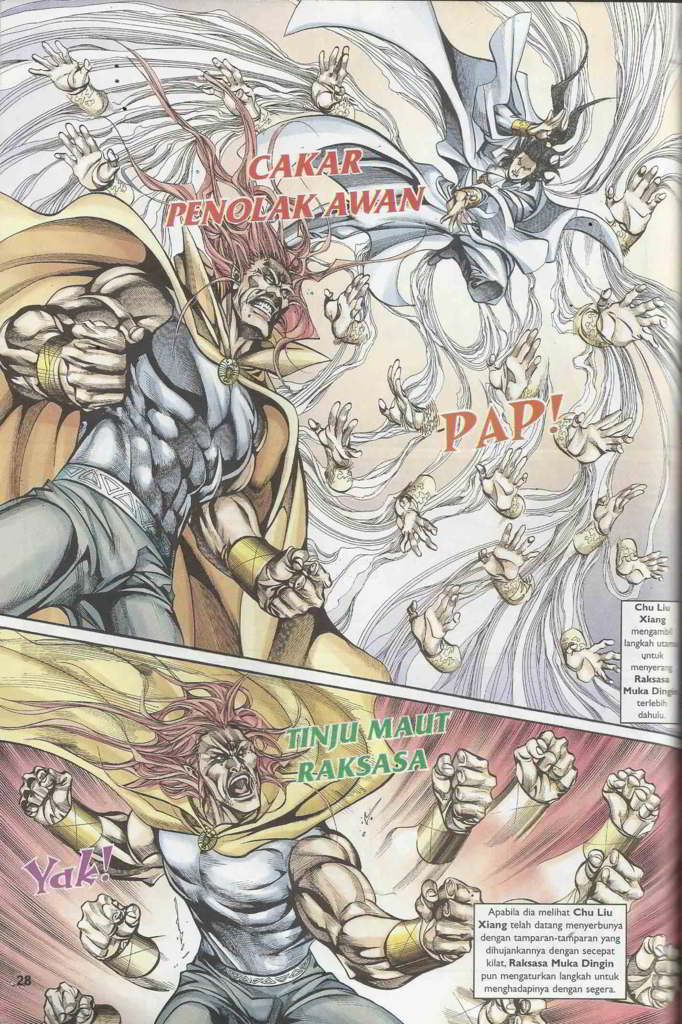 CAKAR
PENOLAK AWAN
PAP!
Chu Liu
Xiang
mengambil
langkah utama
untuk
menyerang
Raksasa
Muka Dingin
terlebih
dahulu.
TINJU MAUT
RAKSASA
Yak!
Apabila dia melihat Chu Liu
Xiang telah datang menyerbunya
dengan tamparan-tamparan yang
dihujankannya dengan secepat
kilat, Raksasa Muka Dingin
pun mengaturkan langkah untuk
menghadapinya dengan segera.
28